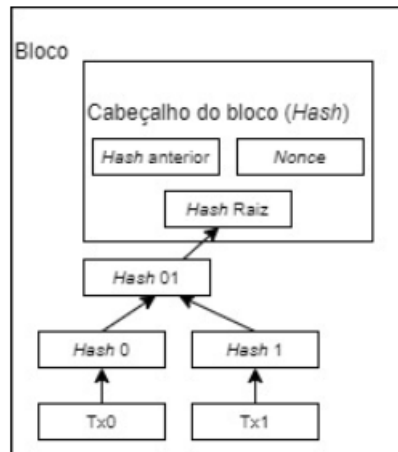 Bloco
Cabeçalho do bloco (Hash)
Hash anterior Nonce
Hash Raiz
Hash 01
Hash 0 Hash 1
Tx0 Tx1